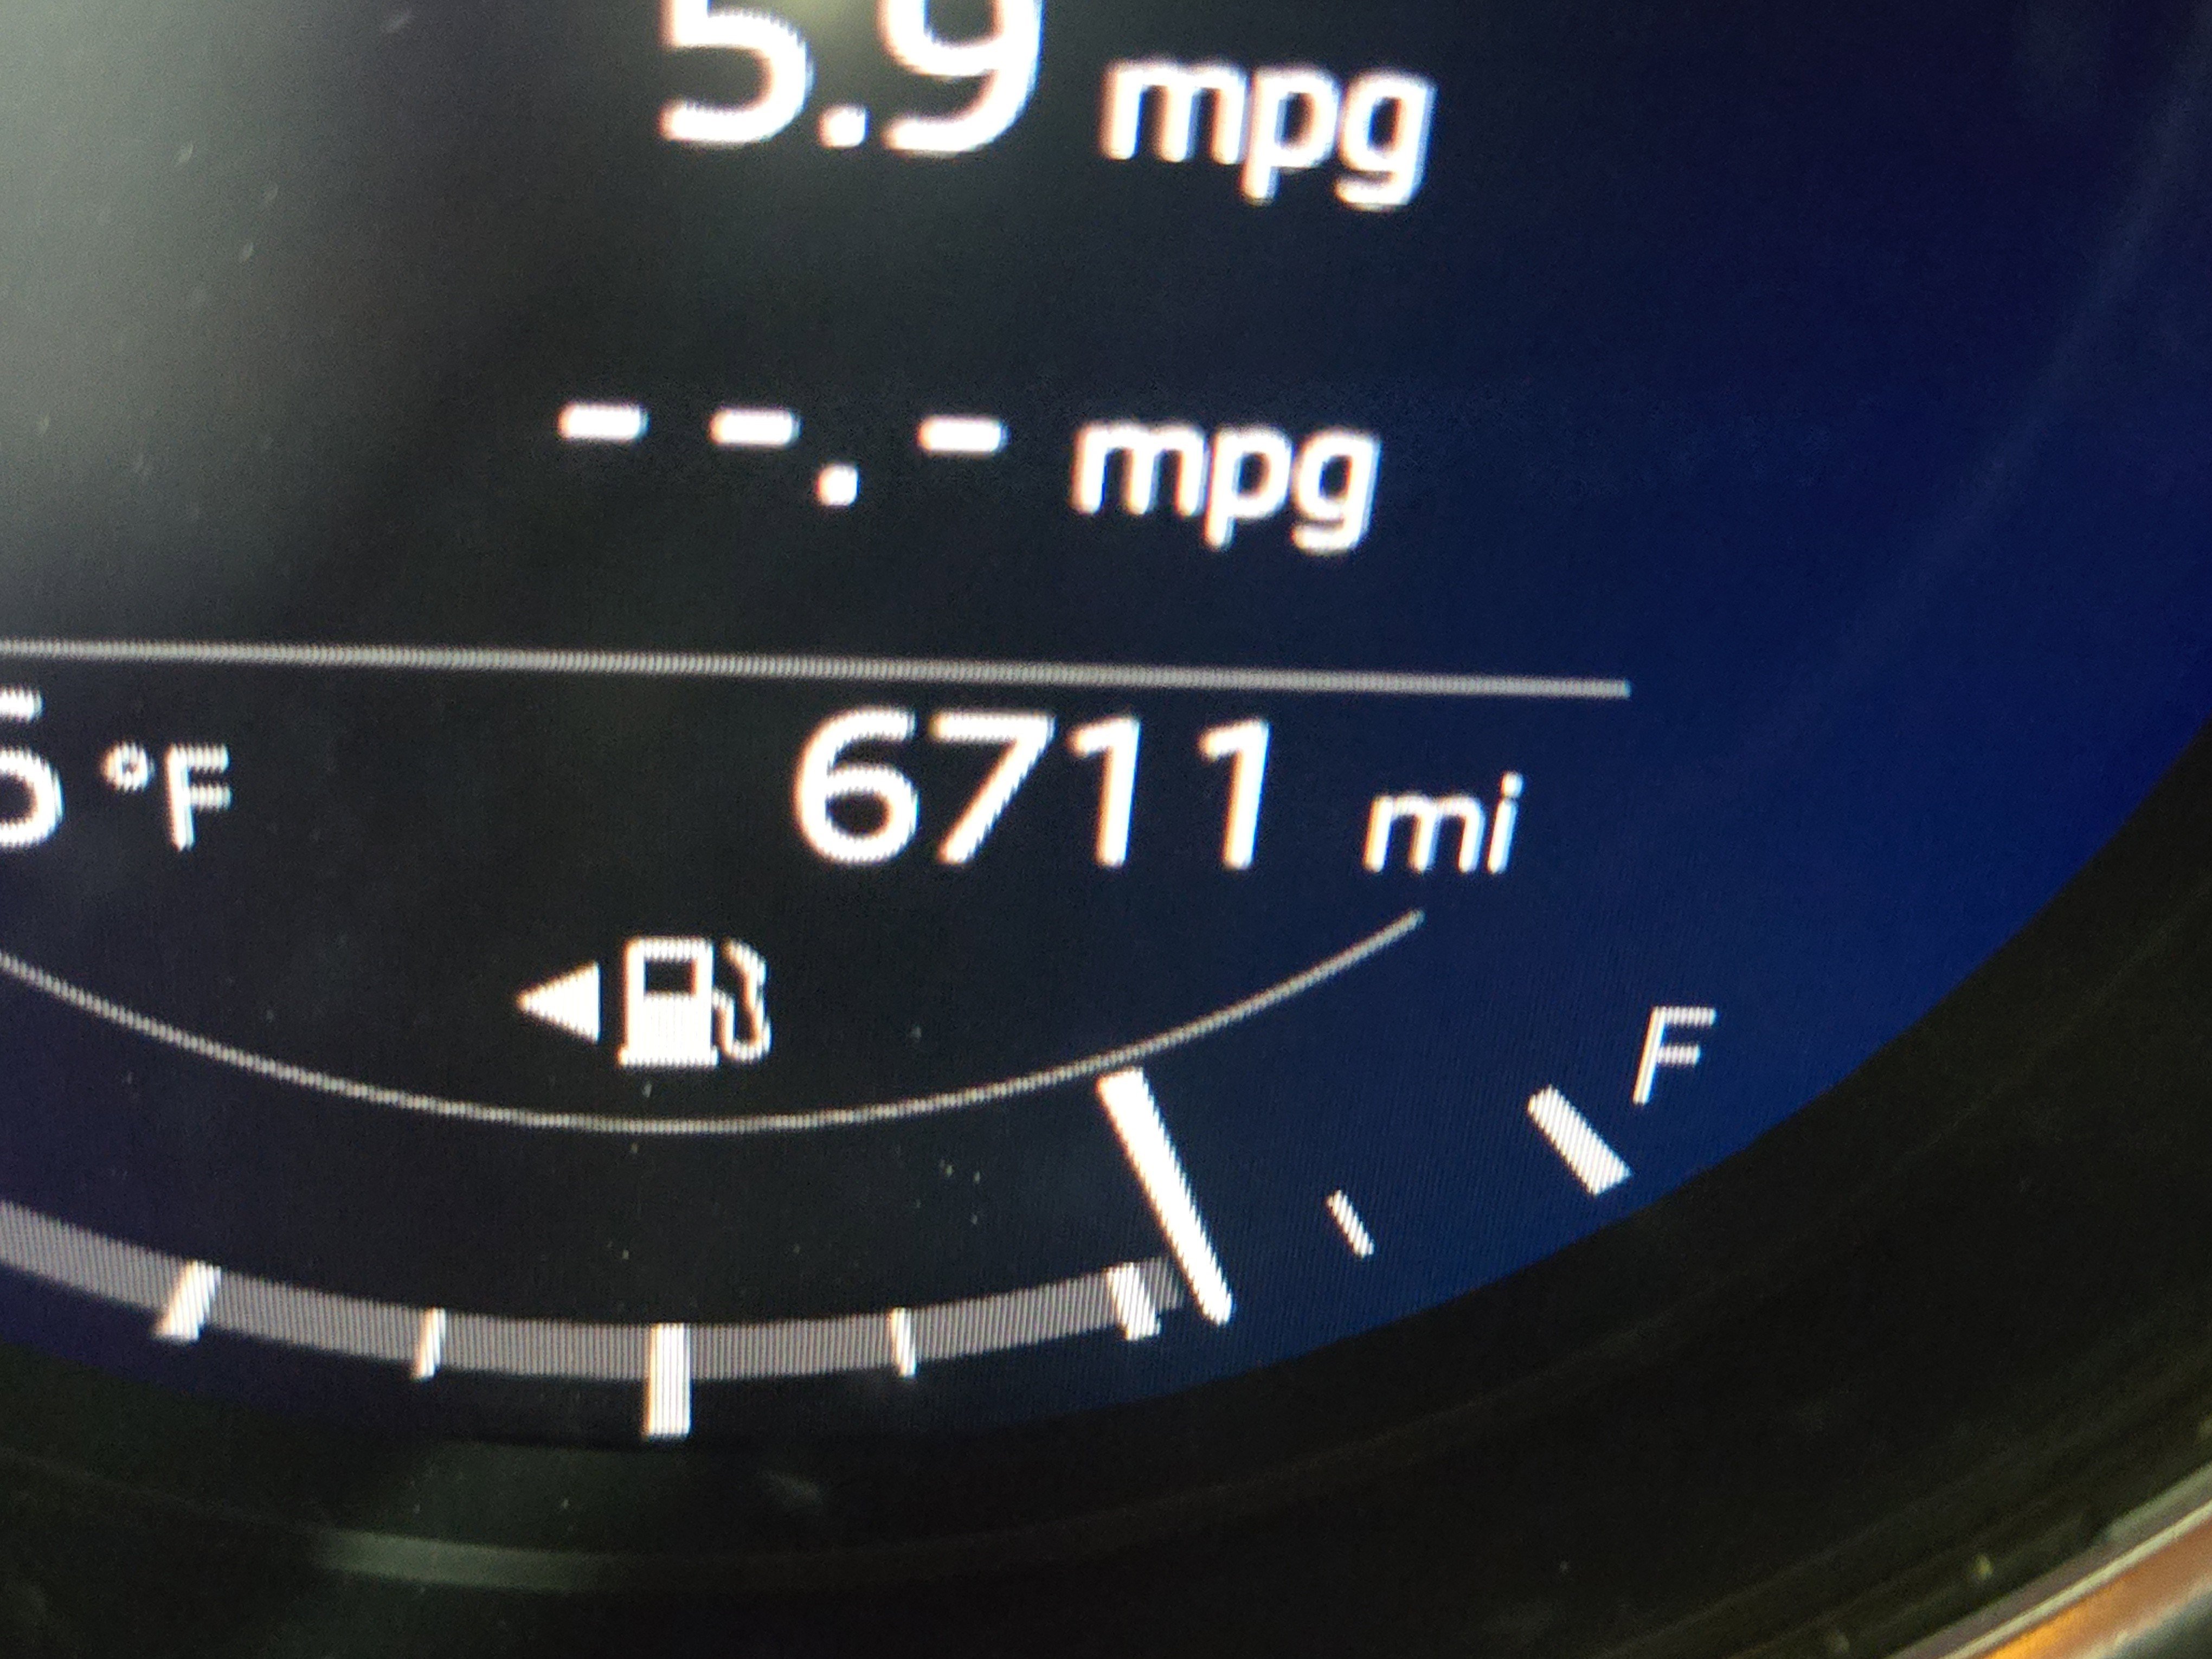 5.9 mpg
--.- mpg
°F 6711 mi
F